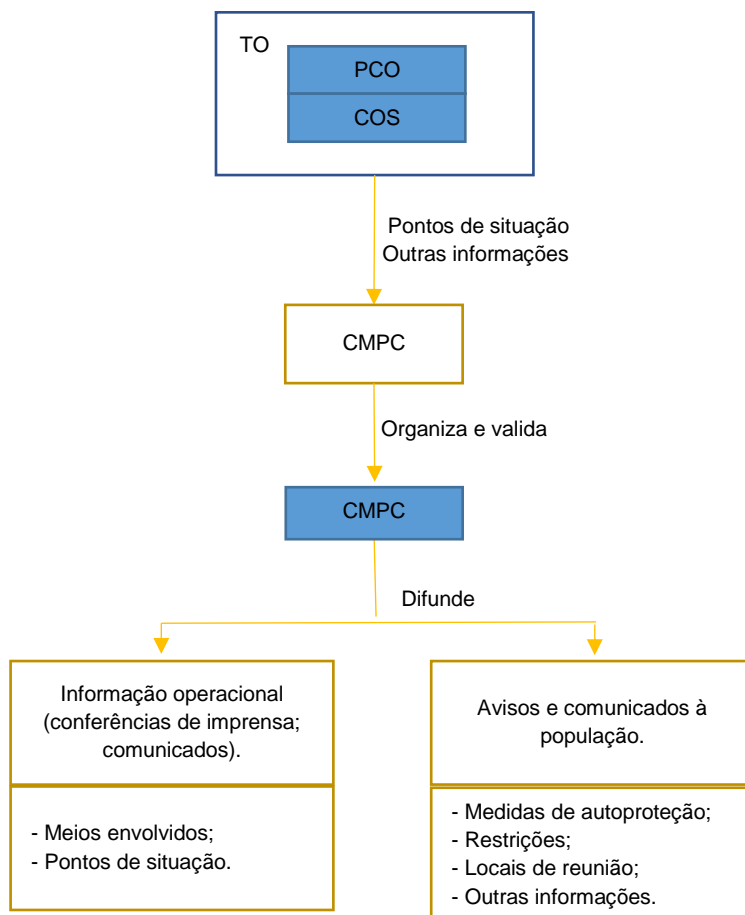 TO
PCO
COS
Pontos de situação
Outras informações
CMPC
Organiza e valida
CMPC
Difunde
Informação operacional
(conferências de imprensa;
comunicados).
- Meios envolvidos;
- Pontos de situação.
Avisos e comunicados à
população.
- Medidas de autoproteção;
- Restrições;
- Locais de reunião;
- Outras informações.